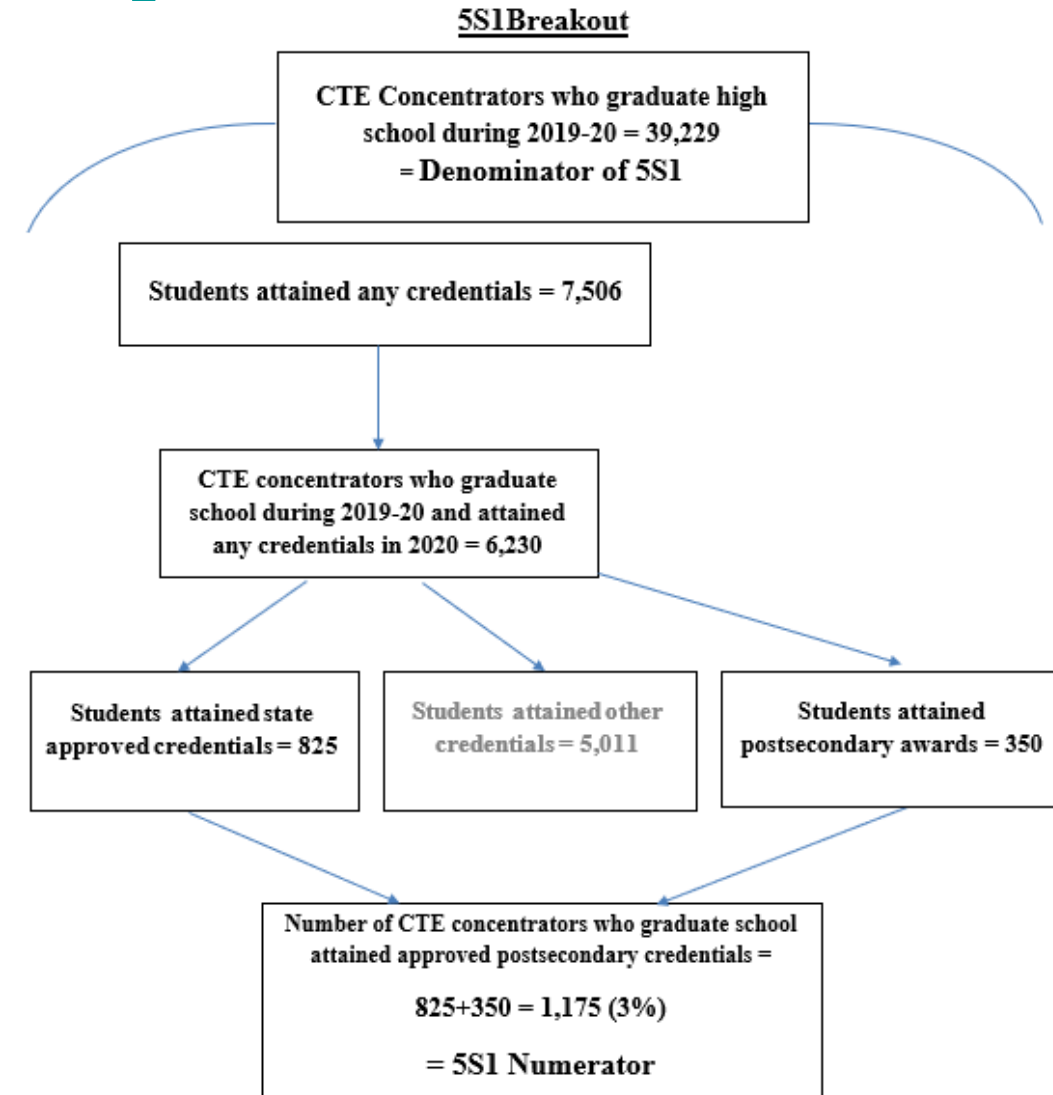 5S1Breakout
CTE Concentrators who graduate high
school during 2019-20 = 39,229
= Denominator of 5S1
Students attained any credentials = 7,506
CTE concentrators who graduate
school during 2019-20 and attained
any credentials in 2020 = 6,230
Students attained state
approved credentials = 825
Students attained other
credentials = 5,011
Students attained
postsecondary awards = 350
Number of CTE concentrators who graduate school
attained approved postsecondary credentials =
825+350 = 1,175 (3%)
= 5S1 Numerator